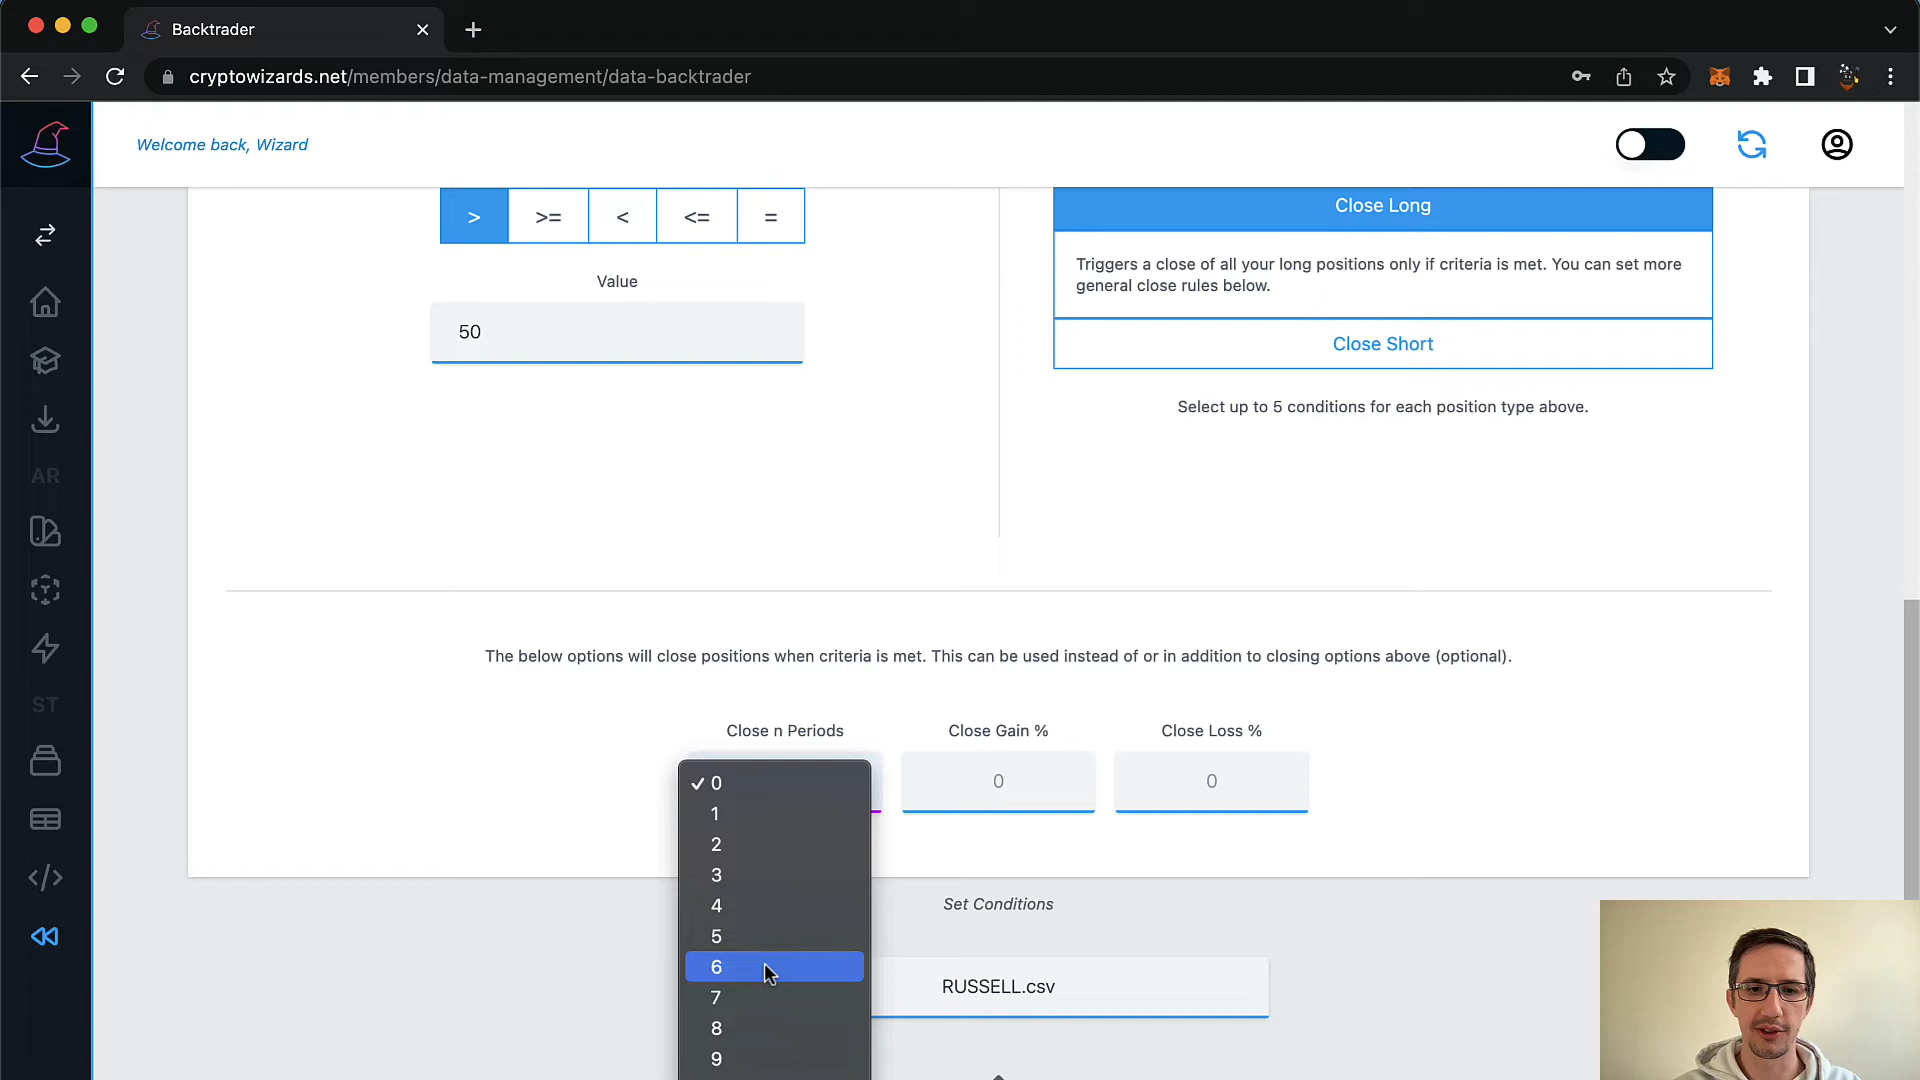 Backtrader
cryptowizards.net/members/data-management/data-backtrader
Welcome back, Wizard
> >= < <= =
Value
50
Close Long
Triggers a close of all your long positions only if criteria is met. You can set more
general close rules below.
Close Short
Select up to 5 conditions for each position type above.
AR
ST
The below options will close positions when criteria is met. This can be used instead of or in addition to closing options above (optional).
Close n Periods Close Gain % Close Loss %
0 0
✓ 0
1
2
3
4
5
6
7
8
9
Set Conditions
RUSSELL.csv